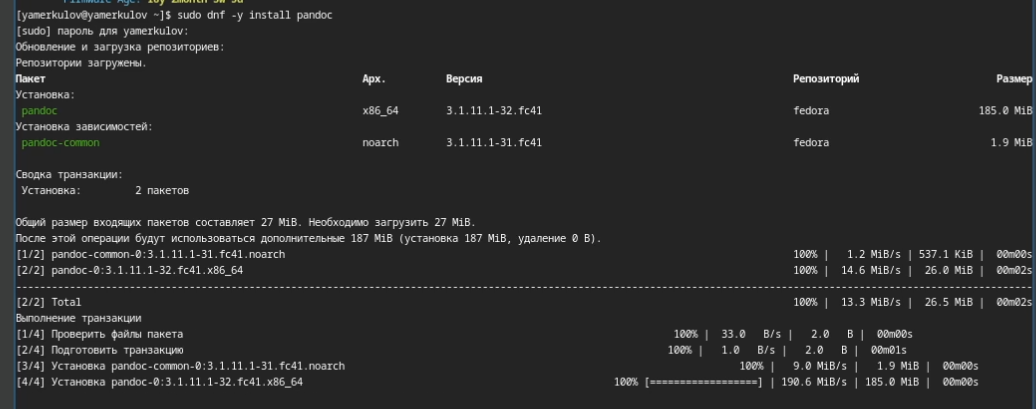 Firmware Age: 16y 2month 3w 3d
[yamerkulov@yamerkulov ~]$ sudo dnf -y install pandoc
[sudo] пароль для yamerkulov:
Обновление и загрузка репозиториев:
Репозитории загружены.
Пакет Арх. Версия Репозиторий Размер
Установка:
pandoc x86_64 3.1.11.1-32.fc41 fedora 185.0 MiB
Установка зависимостей:
pandoc-common noarch 3.1.11.1-31.fc41 fedora 1.9 MiB
Сводка транзакции:
Установка: 2 пакетов
Общий размер входящих пакетов составляет 27 MiB. Необходимо загрузить 27 MiB.
После этой операции будут использоваться дополнительные 187 MiB (установка 187 MiB, удаление 0 B).
[1/2] pandoc-common-0:3.1.11.1-31.fc41.noarch 100% | 1.2 MiB/s | 537.1 KiB | 00m00s
[2/2] pandoc-0:3.1.11.1-32.fc41.x86_64 100% | 14.6 MiB/s | 26.0 MiB | 00m02s
--------------------------------------------------------------------------------
[2/2] Total 100% | 13.3 MiB/s | 26.5 MiB | 00m02s
Выполнение транзакции
[1/4] Проверить файлы пакета 100% | 33.0 B/s | 2.0 B | 00m00s
[2/4] Подготовить транзакцию 100% | 1.0 B/s | 2.0 B | 00m01s
[3/4] Установка pandoc-common-0:3.1.11.1-31.fc41.noarch 100% | 9.0 MiB/s | 1.9 MiB | 00m00s
[4/4] Установка pandoc-0:3.1.11.1-32.fc41.x86_64 100% [==================] | 190.6 MiB/s | 185.0 MiB | 00m00s